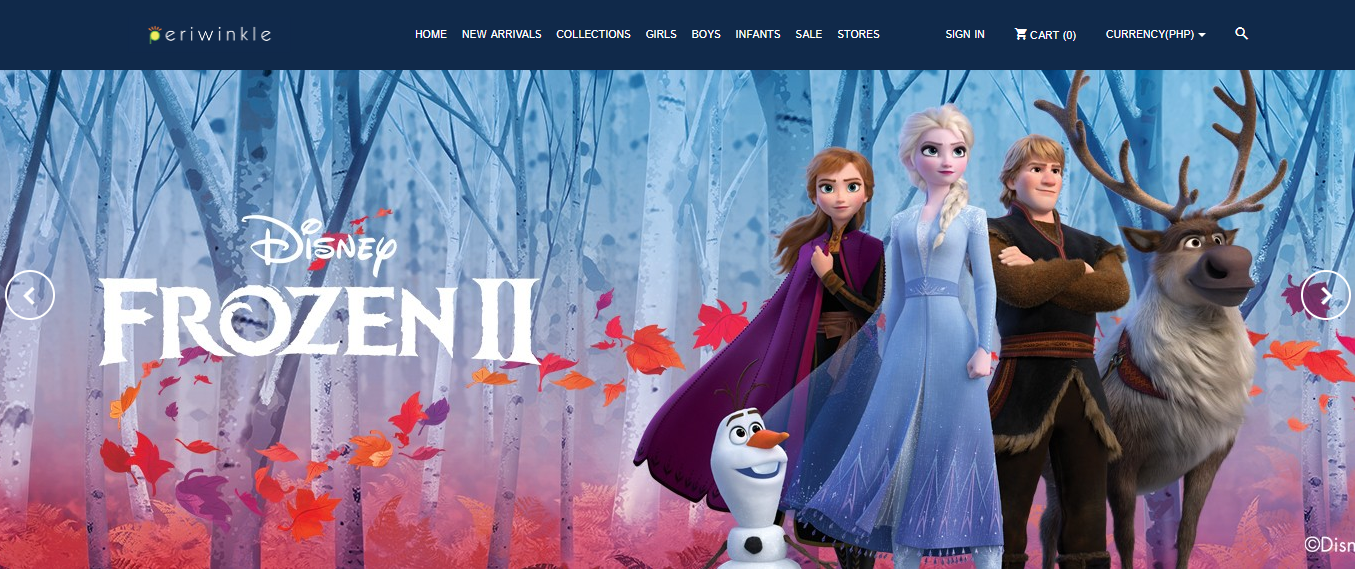 periwinkle
HOME NEW ARRIVALS COLLECTIONS GIRLS BOYS INFANTS SALE STORES SIGN IN CART (0) CURRENCY(PHP)
Disney
FROZEN II
©Disn